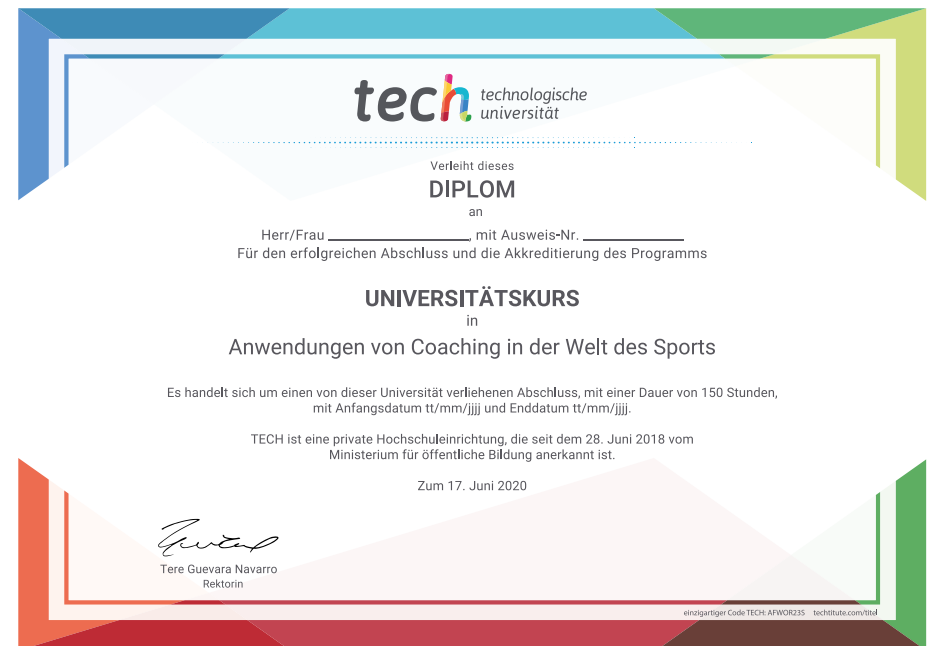 tech technologische
universität
Verleiht dieses
DIPLOM
an
Herr/Frau ____________________, mit Ausweis-Nr. ______________
Für den erfolgreichen Abschluss und die Akkreditierung des Programms
UNIVERSITÄTSKURS
in
Anwendungen von Coaching in der Welt des Sports
Es handelt sich um einen von dieser Universität verliehenen Abschluss, mit einer Dauer von 150 Stunden,
mit Anfangsdatum tt/mm/jjjj und Enddatum tt/mm/jjjj.
TECH ist eine private Hochschuleinrichtung, die seit dem 28. Juni 2018 vom
Ministerium für öffentliche Bildung anerkannt ist.
Zum 17. Juni 2020
Tere Guevara Navarro
Rektorin
einzigartiger Code TECH: AFWOR23S techtitute.com/titel